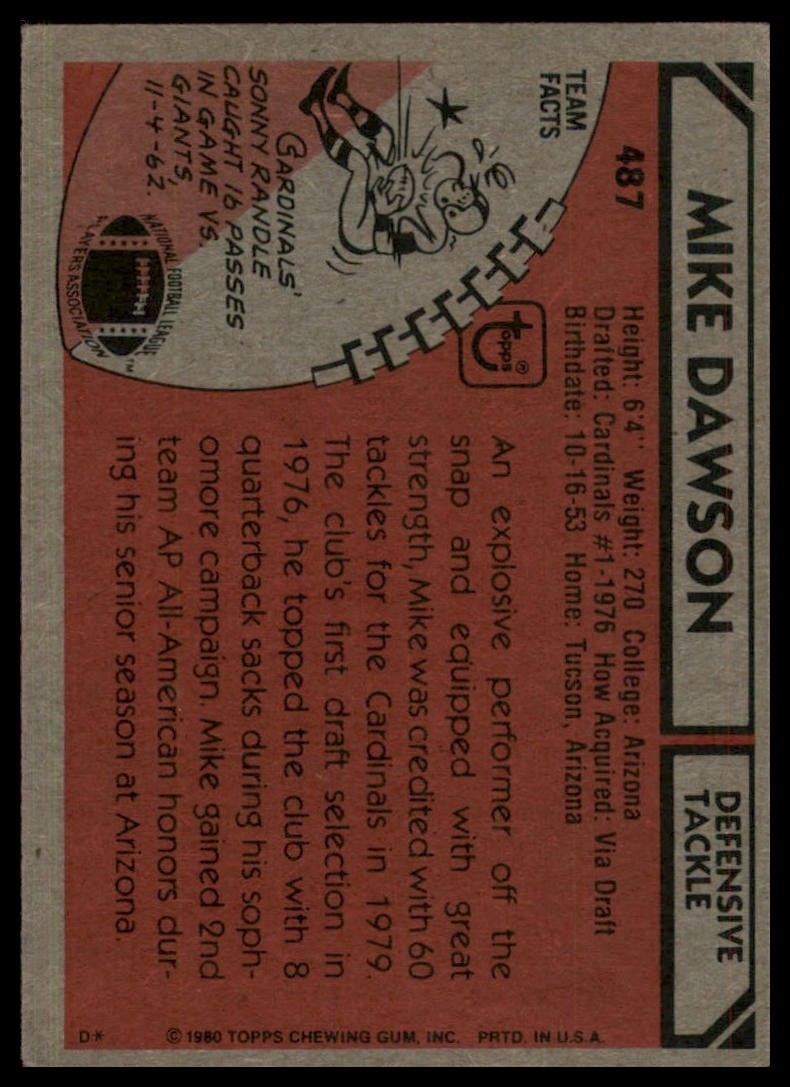 MIKE DAWSON
DEFENSIVE
TACKLE
487
Height: 6'4'' Weight: 270 College: Arizona
Drafted: Cardinals #1-1976 How Acquired: Via Draft
Birthdate: 10-16-53 Home: Tucson, Arizona
TEAM
FACTS
CARDINALS'
SONNY RANDLE
CAUGHT 16 PASSES
IN GAME VS.
GIANTS,
11-4-62.
NATIONAL FOOTBALL LEAGUE
PLAYERS ASSOCIATION™
Topps®
An explosive performer off the
snap and equipped with great
strength, Mike was credited with 60
tackles for the Cardinals in 1979.
The club's first draft selection in
1976, he topped the club with 8
quarterback sacks during his soph-
omore campaign. Mike gained 2nd
team AP All-American honors dur-
ing his senior season at Arizona.
D* © 1980 TOPPS CHEWING GUM, INC. PRTD. IN U.S.A.